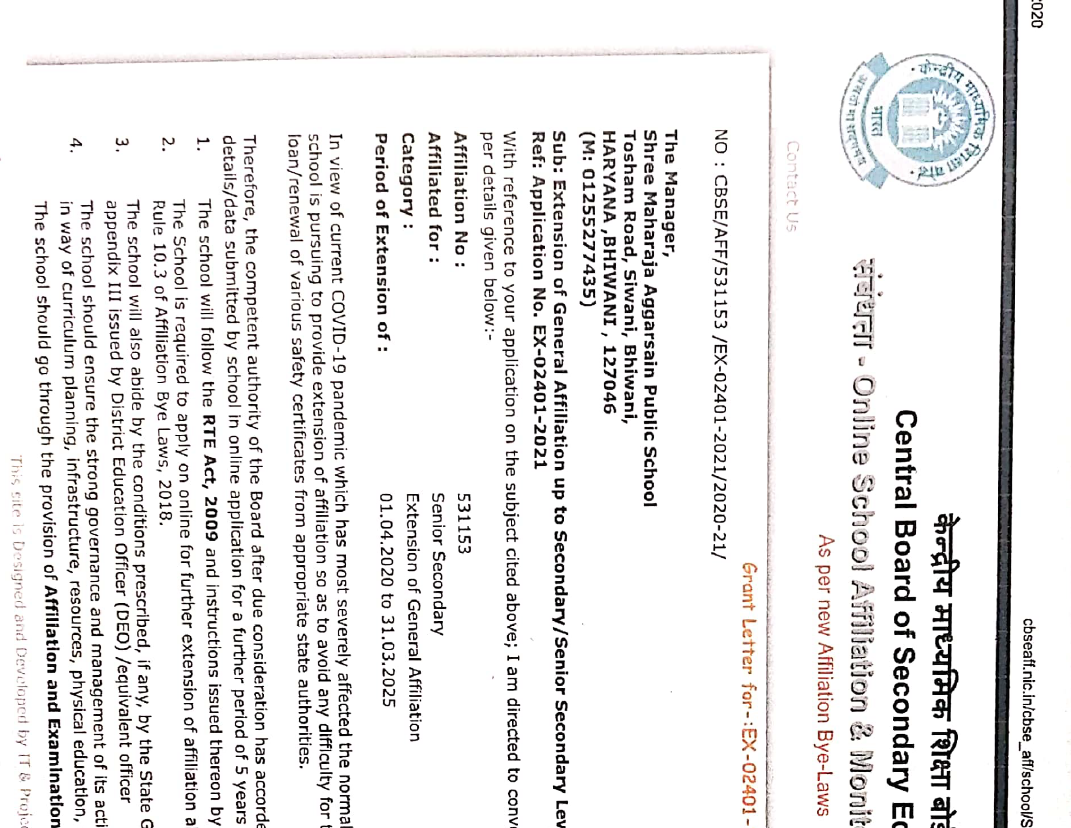 :020
cbseaff.nic.in/cbse_aff/school/S
केन्द्रीय माध्यमिक शिक्षा बोर्ड
भारत
केन्द्रीय माध्यमिक शिक्षा
Central Board of Secondary Ec
- Online School Affiliation & Monit
As per new Affiliation Bye-Laws
Contact Us
Grant Letter for-:EX-02401-
NO : CBSE/AFF/531153 /EX-02401-2021/2020-21/
The Manager,
Shree Maharaja Aggarsain Public School
Tosham Road, Siwani, Bhiwani,
HARYANA ,BHIWANI , 127046
(M: 01255277435)
Sub: Extension of General Affiliation up to Secondary/Senior Secondary Lev
Ref: Application No. EX-02401-2021
With reference to your application on the subject cited above; I am directed to conv
per details given below:-
Affiliation No : 531153
Affiliated for : Senior Secondary
Category : Extension of General Affiliation
Period of Extension of : 01.04.2020 to 31.03.2025
In view of current COVID-19 pandemic which has most severely affected the normal
school is pursuing to provide extension of affiliation so as to avoid any difficulty for t
loan/renewal of various safety certificates from appropriate state authorities.
Therefore, the competent authority of the Board after due consideration has accorde
details/data submitted by school in online application for a further period of 5 years
1. The school will follow the RTE Act, 2009 and instructions issued thereon by
2. The School is required to apply on online for further extension of affiliation a
Rule 10.3 of Affiliation Bye Laws, 2018.
3. The school will also abide by the conditions prescribed, if any, by the State G
appendix III issued by District Education Officer (DEO) /equivalent officer
4. The school should ensure the strong governance and management of its acti
in way of curriculum planning, infrastructure, resources, physical education,
The school should go through the provision of Affiliation and Examination
This site is Designed and Developed by IT & Projec